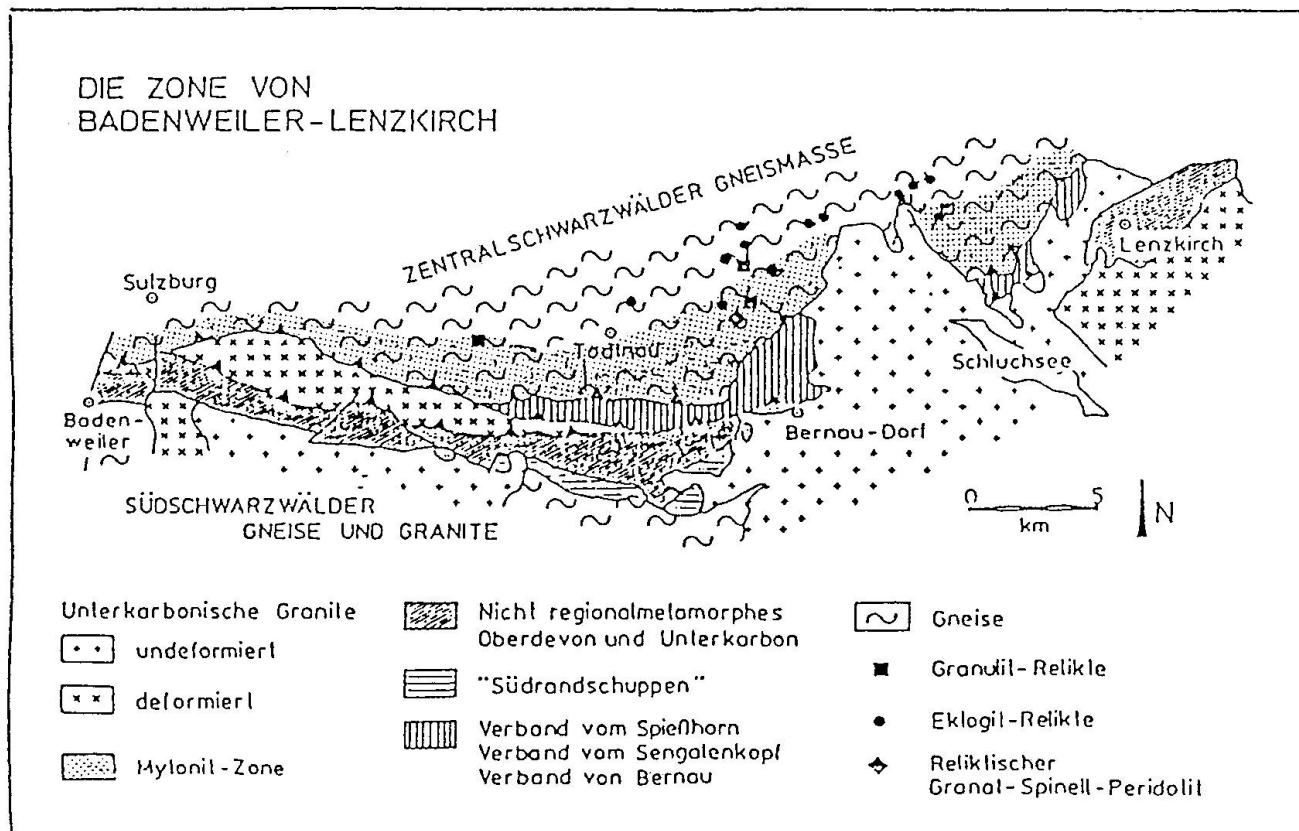 DIE ZONE VON
BADENWEILER-LENZKIRCH
ZENTRALSCHWARZWÄLDER GNEISMASSE
Sulzburg
Lenzkirch
Todtnau
Schluchsee
Baden-
weiler
Bernau-Dorf
SÜDSCHWARZWÄLDER
GNEISE UND GRANITE
0 5
km
N
Unterkarbonische Granite
undeformiert
deformiert
Mylonit-Zone
Nicht regionalmetamorphes
Oberdevon und Unterkarbon
"Südrandschuppen"
Verband vom Spießhorn
Verband vom Sengalenkopf
Verband von Bernau
Gneise
Granulit-Relikte
Eklogit-Relikte
Reliktischer
Granat-Spinell-Peridotit